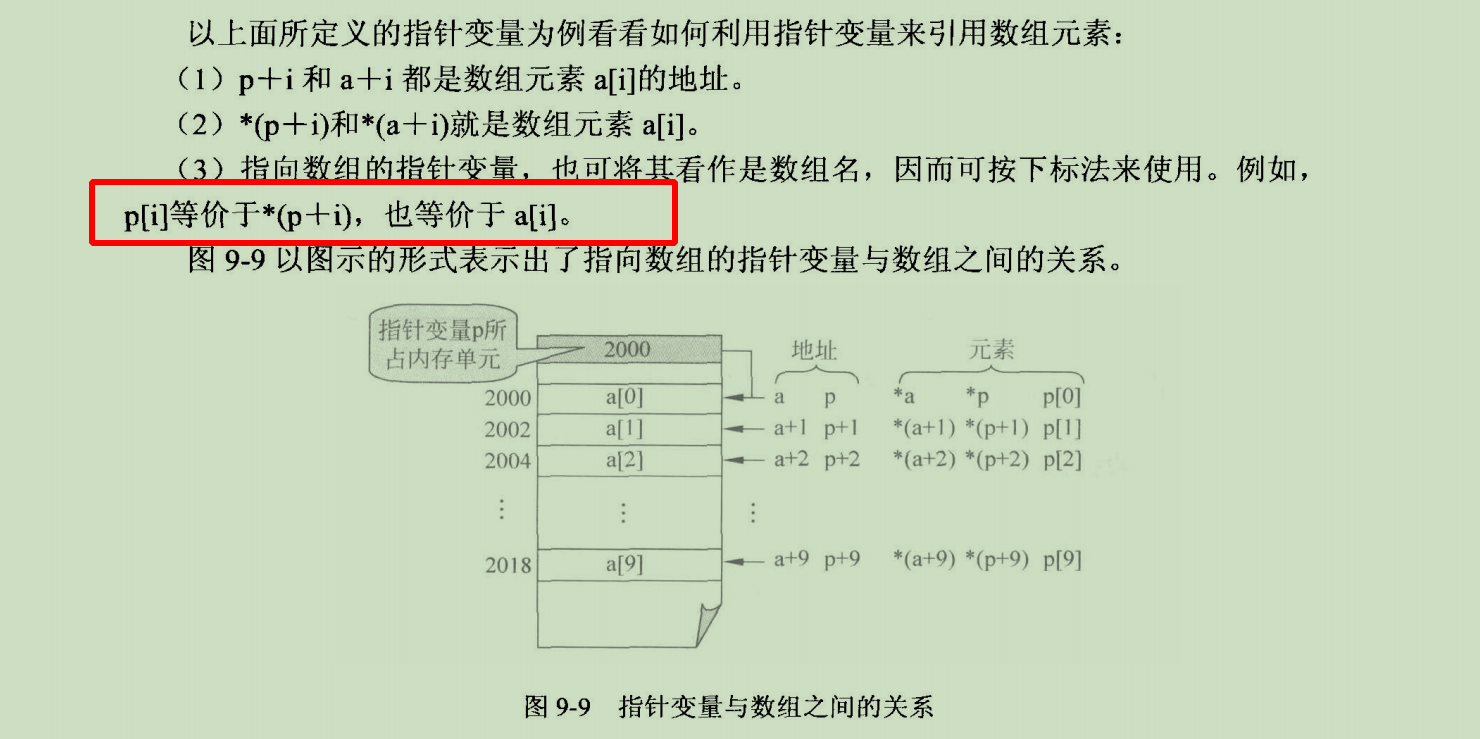 以上面所定义的指针变量为例看看如何利用指针变量来引用数组元素：
（1）p＋i 和 a＋i 都是数组元素 a[i]的地址。
（2）*(p＋i)和*(a＋i)就是数组元素 a[i]。
（3）指向数组的指针变量，也可将其看作是数组名，因而可按下标法来使用。例如，
p[i]等价于*(p＋i)，也等价于 a[i]。
图 9-9 以图示的形式表示出了指向数组的指针变量与数组之间的关系。
指针变量p所
占内存单元
2000 地址 元素
2000 a[0] a p *a *p p[0]
2002 a[1] a+1 p+1 *(a+1) *(p+1) p[1]
2004 a[2] a+2 p+2 *(a+2) *(p+2) p[2]
⋮ ⋮ ⋮
2018 a[9] a+9 p+9 *(a+9) *(p+9) p[9]
图 9-9 指针变量与数组之间的关系